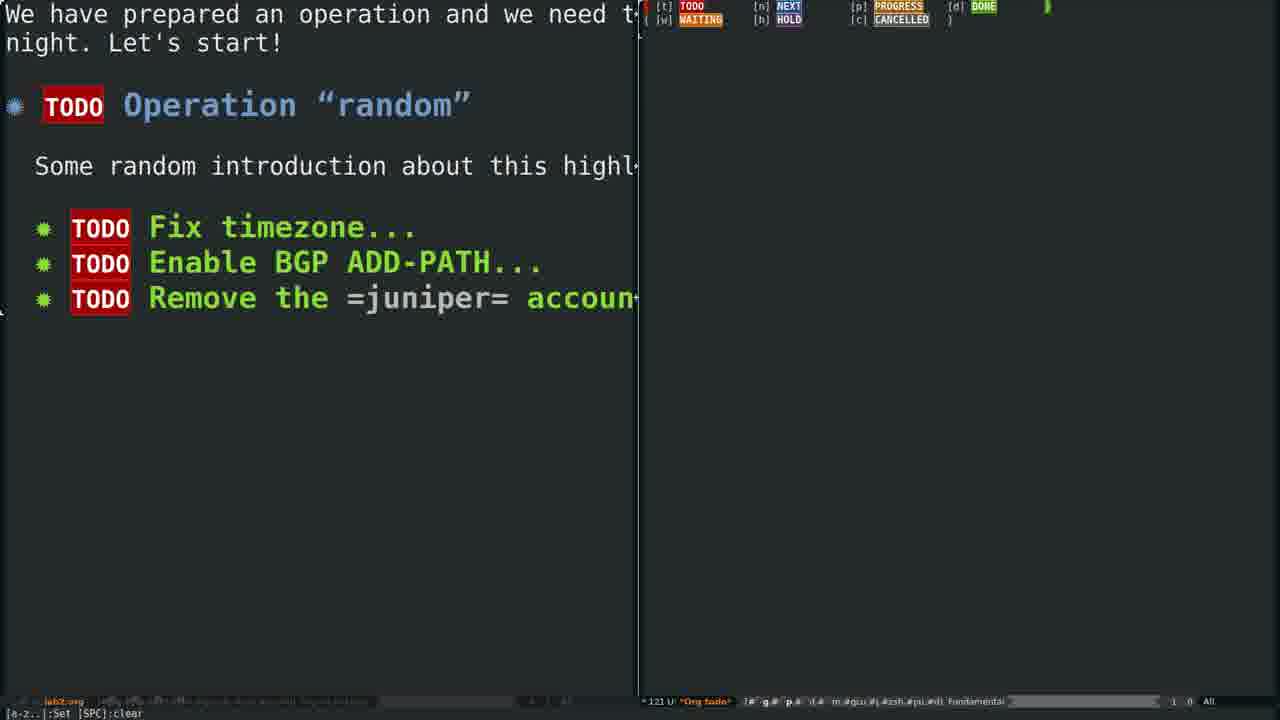 We have prepared an operation and we need t
night. Let's start!
TODO Operation “random”
Some random introduction about this highl
TODO Fix timezone...
TODO Enable BGP ADD-PATH...
TODO Remove the =juniper= accoun
lab2.org
[a-z..]:Set [SPC]:clear
{ [t] TODO [n] NEXT [p] PROGRESS [d] DONE }
{ [w] WAITING [h] HOLD [c] CANCELLED }
* 121 U: *Org todo* Fundamental 1 0 All